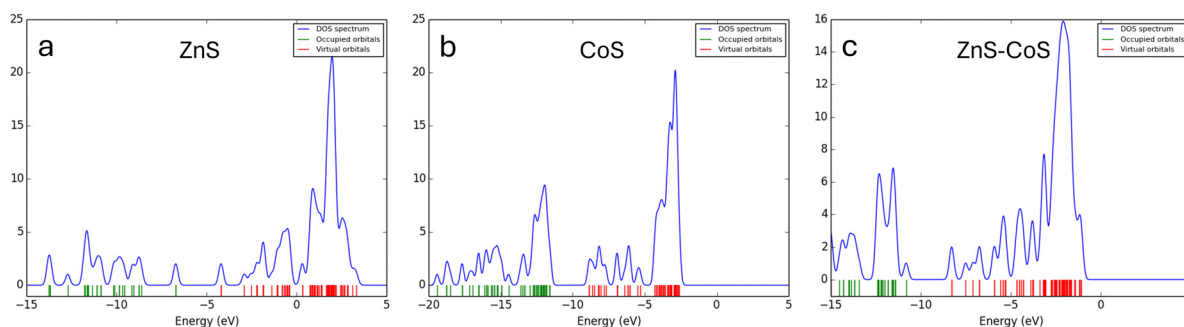 a
ZnS
DOS spectrum
Occupied orbitals
Virtual orbitals
25
20
15
10
5
0
-15
-10
-5
0
5
Energy (eV)
b
CoS
DOS spectrum
Occupied orbitals
Virtual orbitals
25
20
15
10
5
0
-20
-15
-10
-5
0
5
Energy (eV)
c
ZnS-CoS
DOS spectrum
Occupied orbitals
Virtual orbitals
16
14
12
10
8
6
4
2
0
-15
-10
-5
0
Energy (eV)